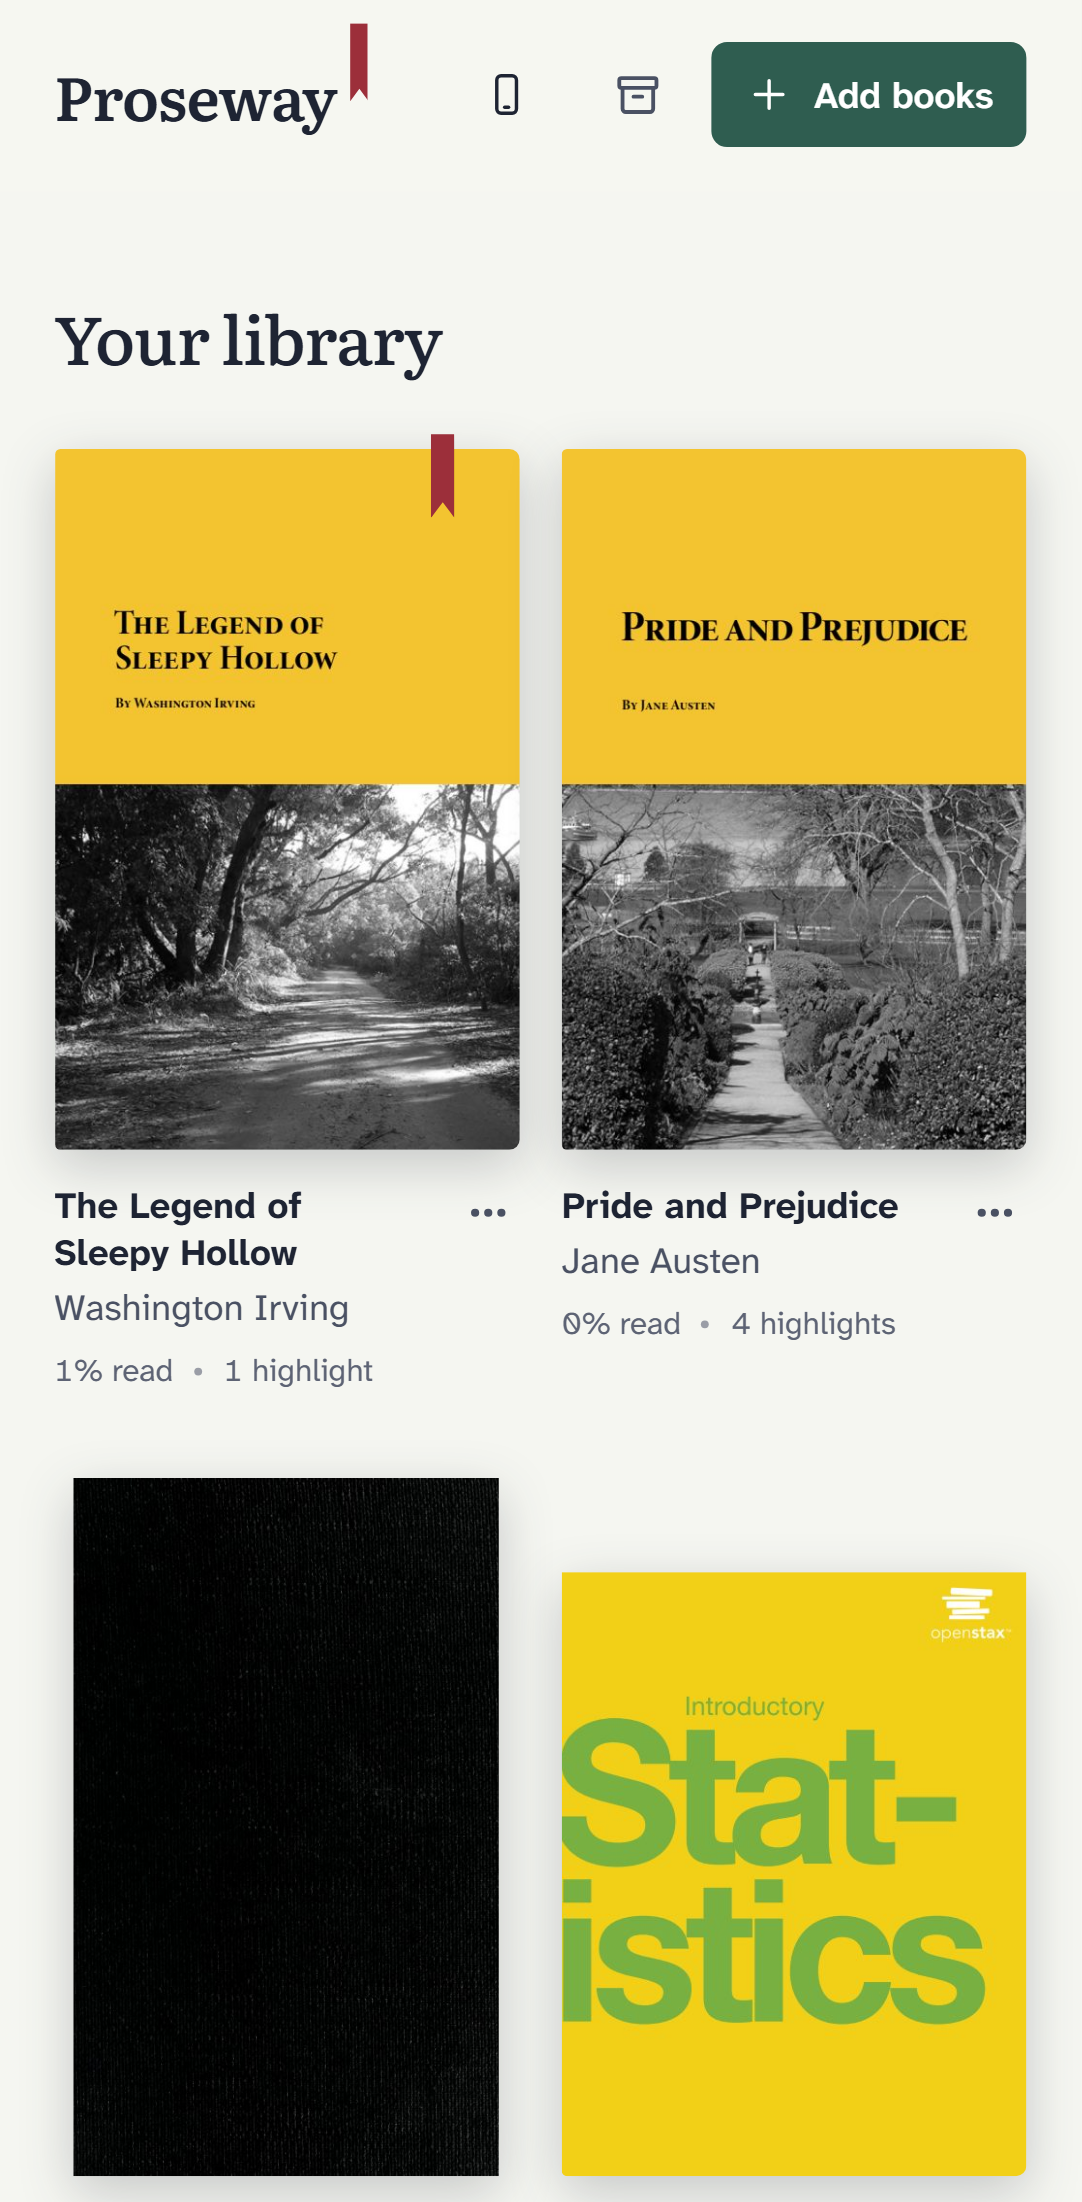 Proseway
Add books
Your library
The Legend of
Sleepy Hollow
By Washington Irving
Pride and Prejudice
By Jane Austen
The Legend of
Sleepy Hollow
Washington Irving
1% read • 1 highlight
Pride and Prejudice
Jane Austen
0% read • 4 highlights
openstax™
Introductory
Stat-
istics